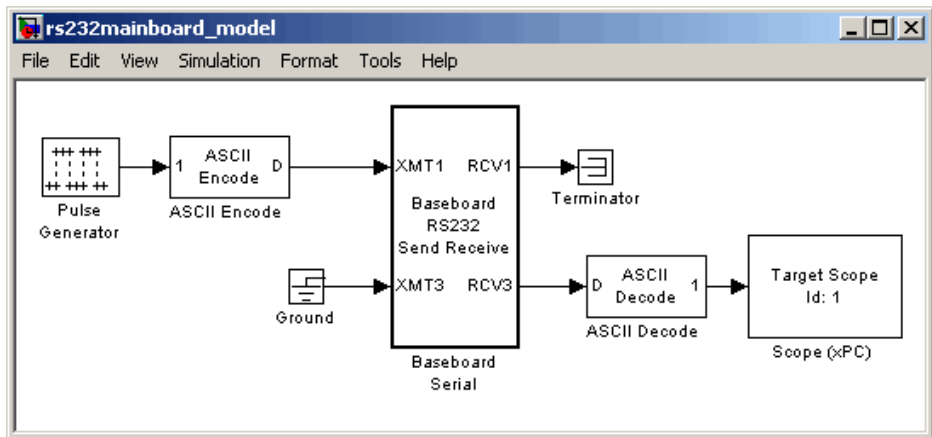 rs232mainboard_model
File Edit View Simulation Format Tools Help
1 ASCII Encode D
ASCII Encode
Pulse
Generator
XMT1 RCV1
Baseboard
RS232
Send Receive
XMT3 RCV3
Baseboard
Serial
Terminator
Ground
D ASCII Decode 1
ASCII Decode
Target Scope
Id: 1
Scope (xPC)